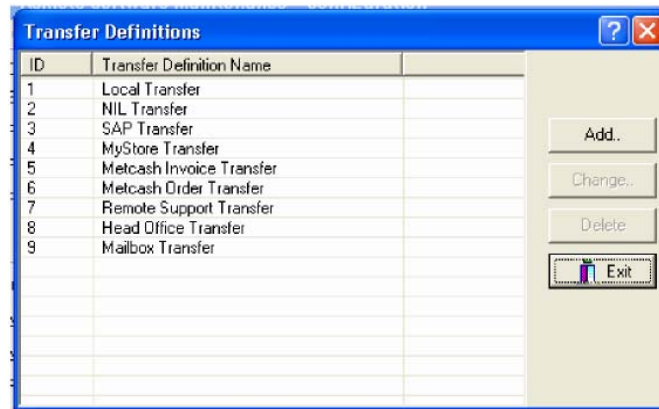 Transfer Definitions
ID Transfer Definition Name
1 Local Transfer
2 NIL Transfer
3 SAP Transfer
4 MyStore Transfer
5 Metcash Invoice Transfer
6 Metcash Order Transfer
7 Remote Support Transfer
8 Head Office Transfer
9 Mailbox Transfer
Add..
Change..
Delete
Exit